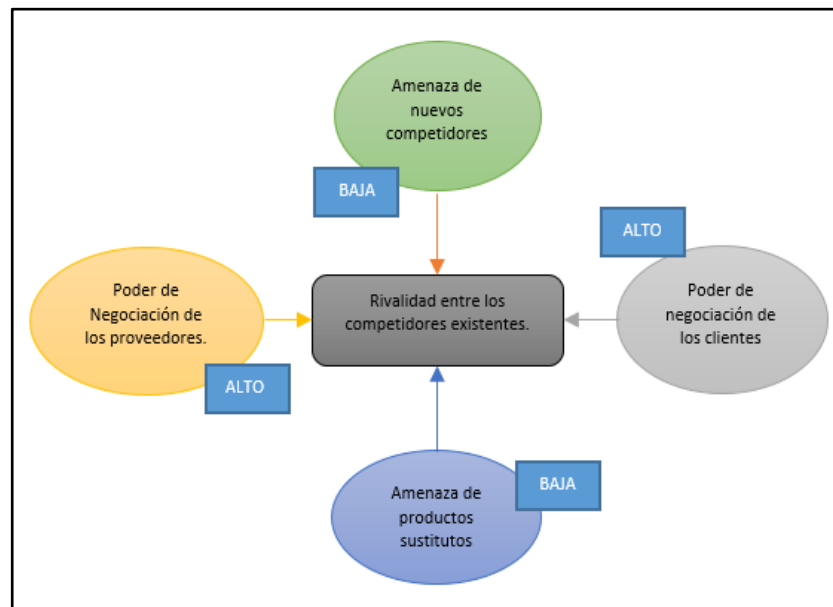 Amenaza de
nuevos
competidores
BAJA
ALTO
Poder de
Negociación de
los proveedores.
ALTO
Rivalidad entre los
competidores existentes.
Poder de
negociación de
los clientes
Amenaza de
productos
sustitutos
BAJA